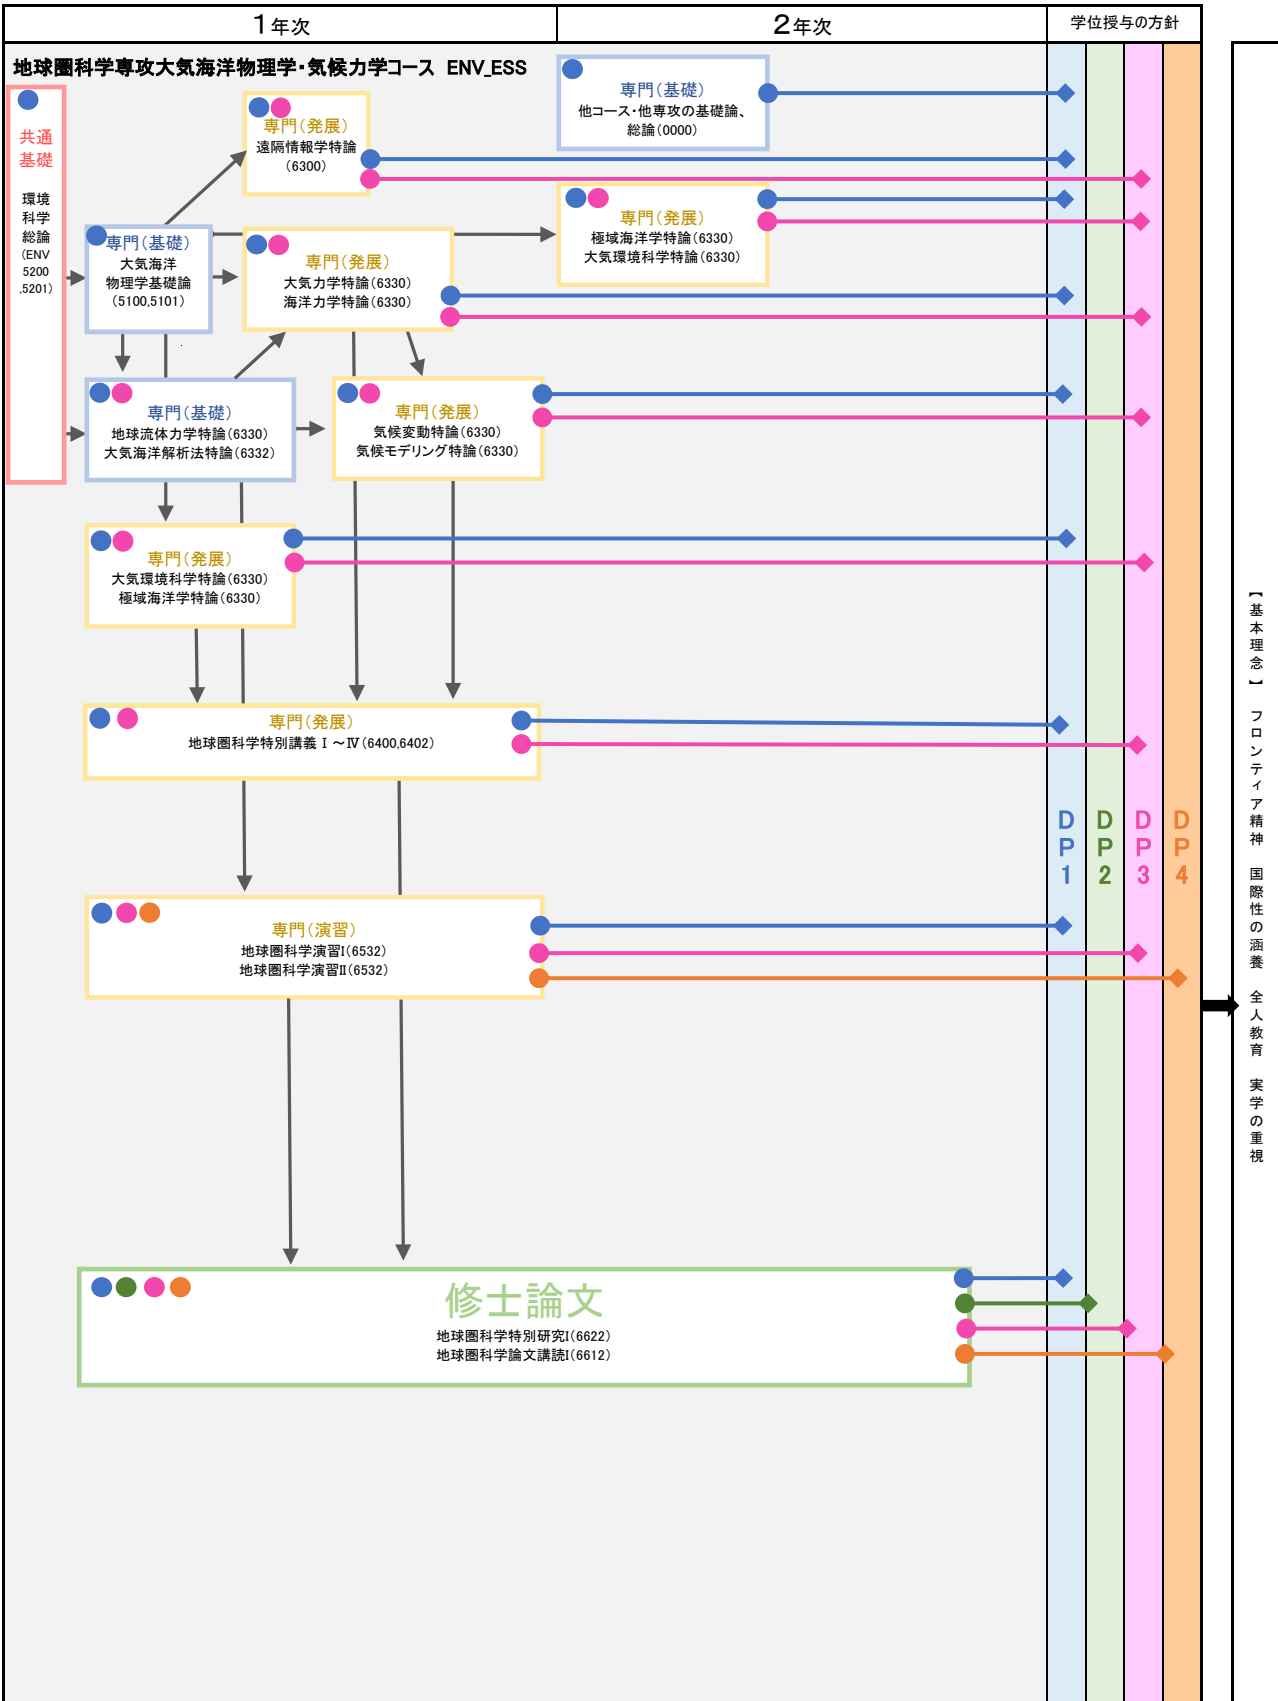 1年次
2年次
学位授与の方針
地球圏科学専攻大気海洋物理学・気候力学コース ENV_ESS
共通
基礎
環境
科学
総論
(ENV
5200
,5201)
専門(発展)
遠隔情報学特論
(6300)
専門(基礎)
他コース・他専攻の基礎論、
総論(0000)
専門(基礎)
大気海洋
物理学基礎論
(5100,5101)
専門(発展)
大気力学特論(6330)
海洋力学特論(6330)
専門(発展)
極域海洋学特論(6330)
大気環境科学特論(6330)
専門(基礎)
地球流体力学特論(6330)
大気海洋解析法特論(6332)
専門(発展)
気候変動特論(6330)
気候モデリング特論(6330)
専門(発展)
大気環境科学特論(6330)
極域海洋学特論(6330)
専門(発展)
地球圏科学特別講義 Ⅰ～Ⅳ(6400,6402)
専門(演習)
地球圏科学演習I(6532)
地球圏科学演習II(6532)
修士論文
地球圏科学特別研究I(6622)
地球圏科学論文講読I(6612)
DP1
DP2
DP3
DP4
【基本理念】 フロンティア精神 国際性の涵養 全人教育 実学の重視